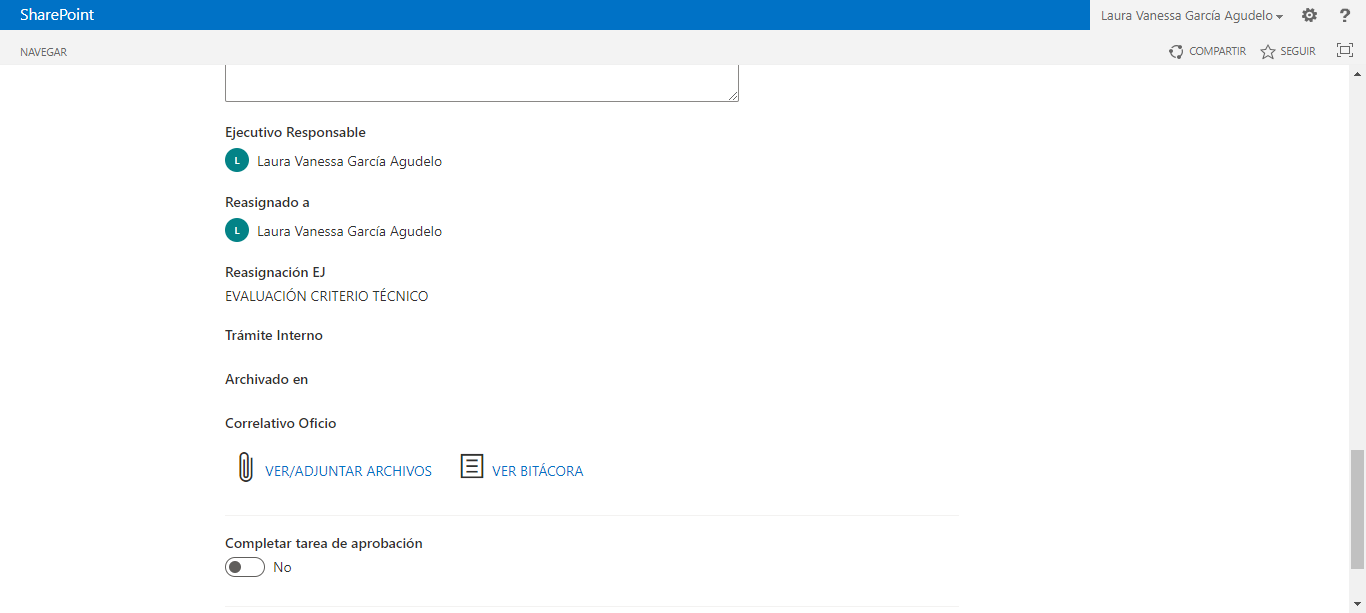 SharePoint
Laura Vanessa García Agudelo
?
NAVEGAR
COMPARTIR
SEGUIR
Ejecutivo Responsable
L Laura Vanessa García Agudelo
Reasignado a
L Laura Vanessa García Agudelo
Reasignación EJ
EVALUACIÓN CRITERIO TÉCNICO
Trámite Interno
Archivado en
Correlativo Oficio
VER/ADJUNTAR ARCHIVOS
VER BITÁCORA
Completar tarea de aprobación
No